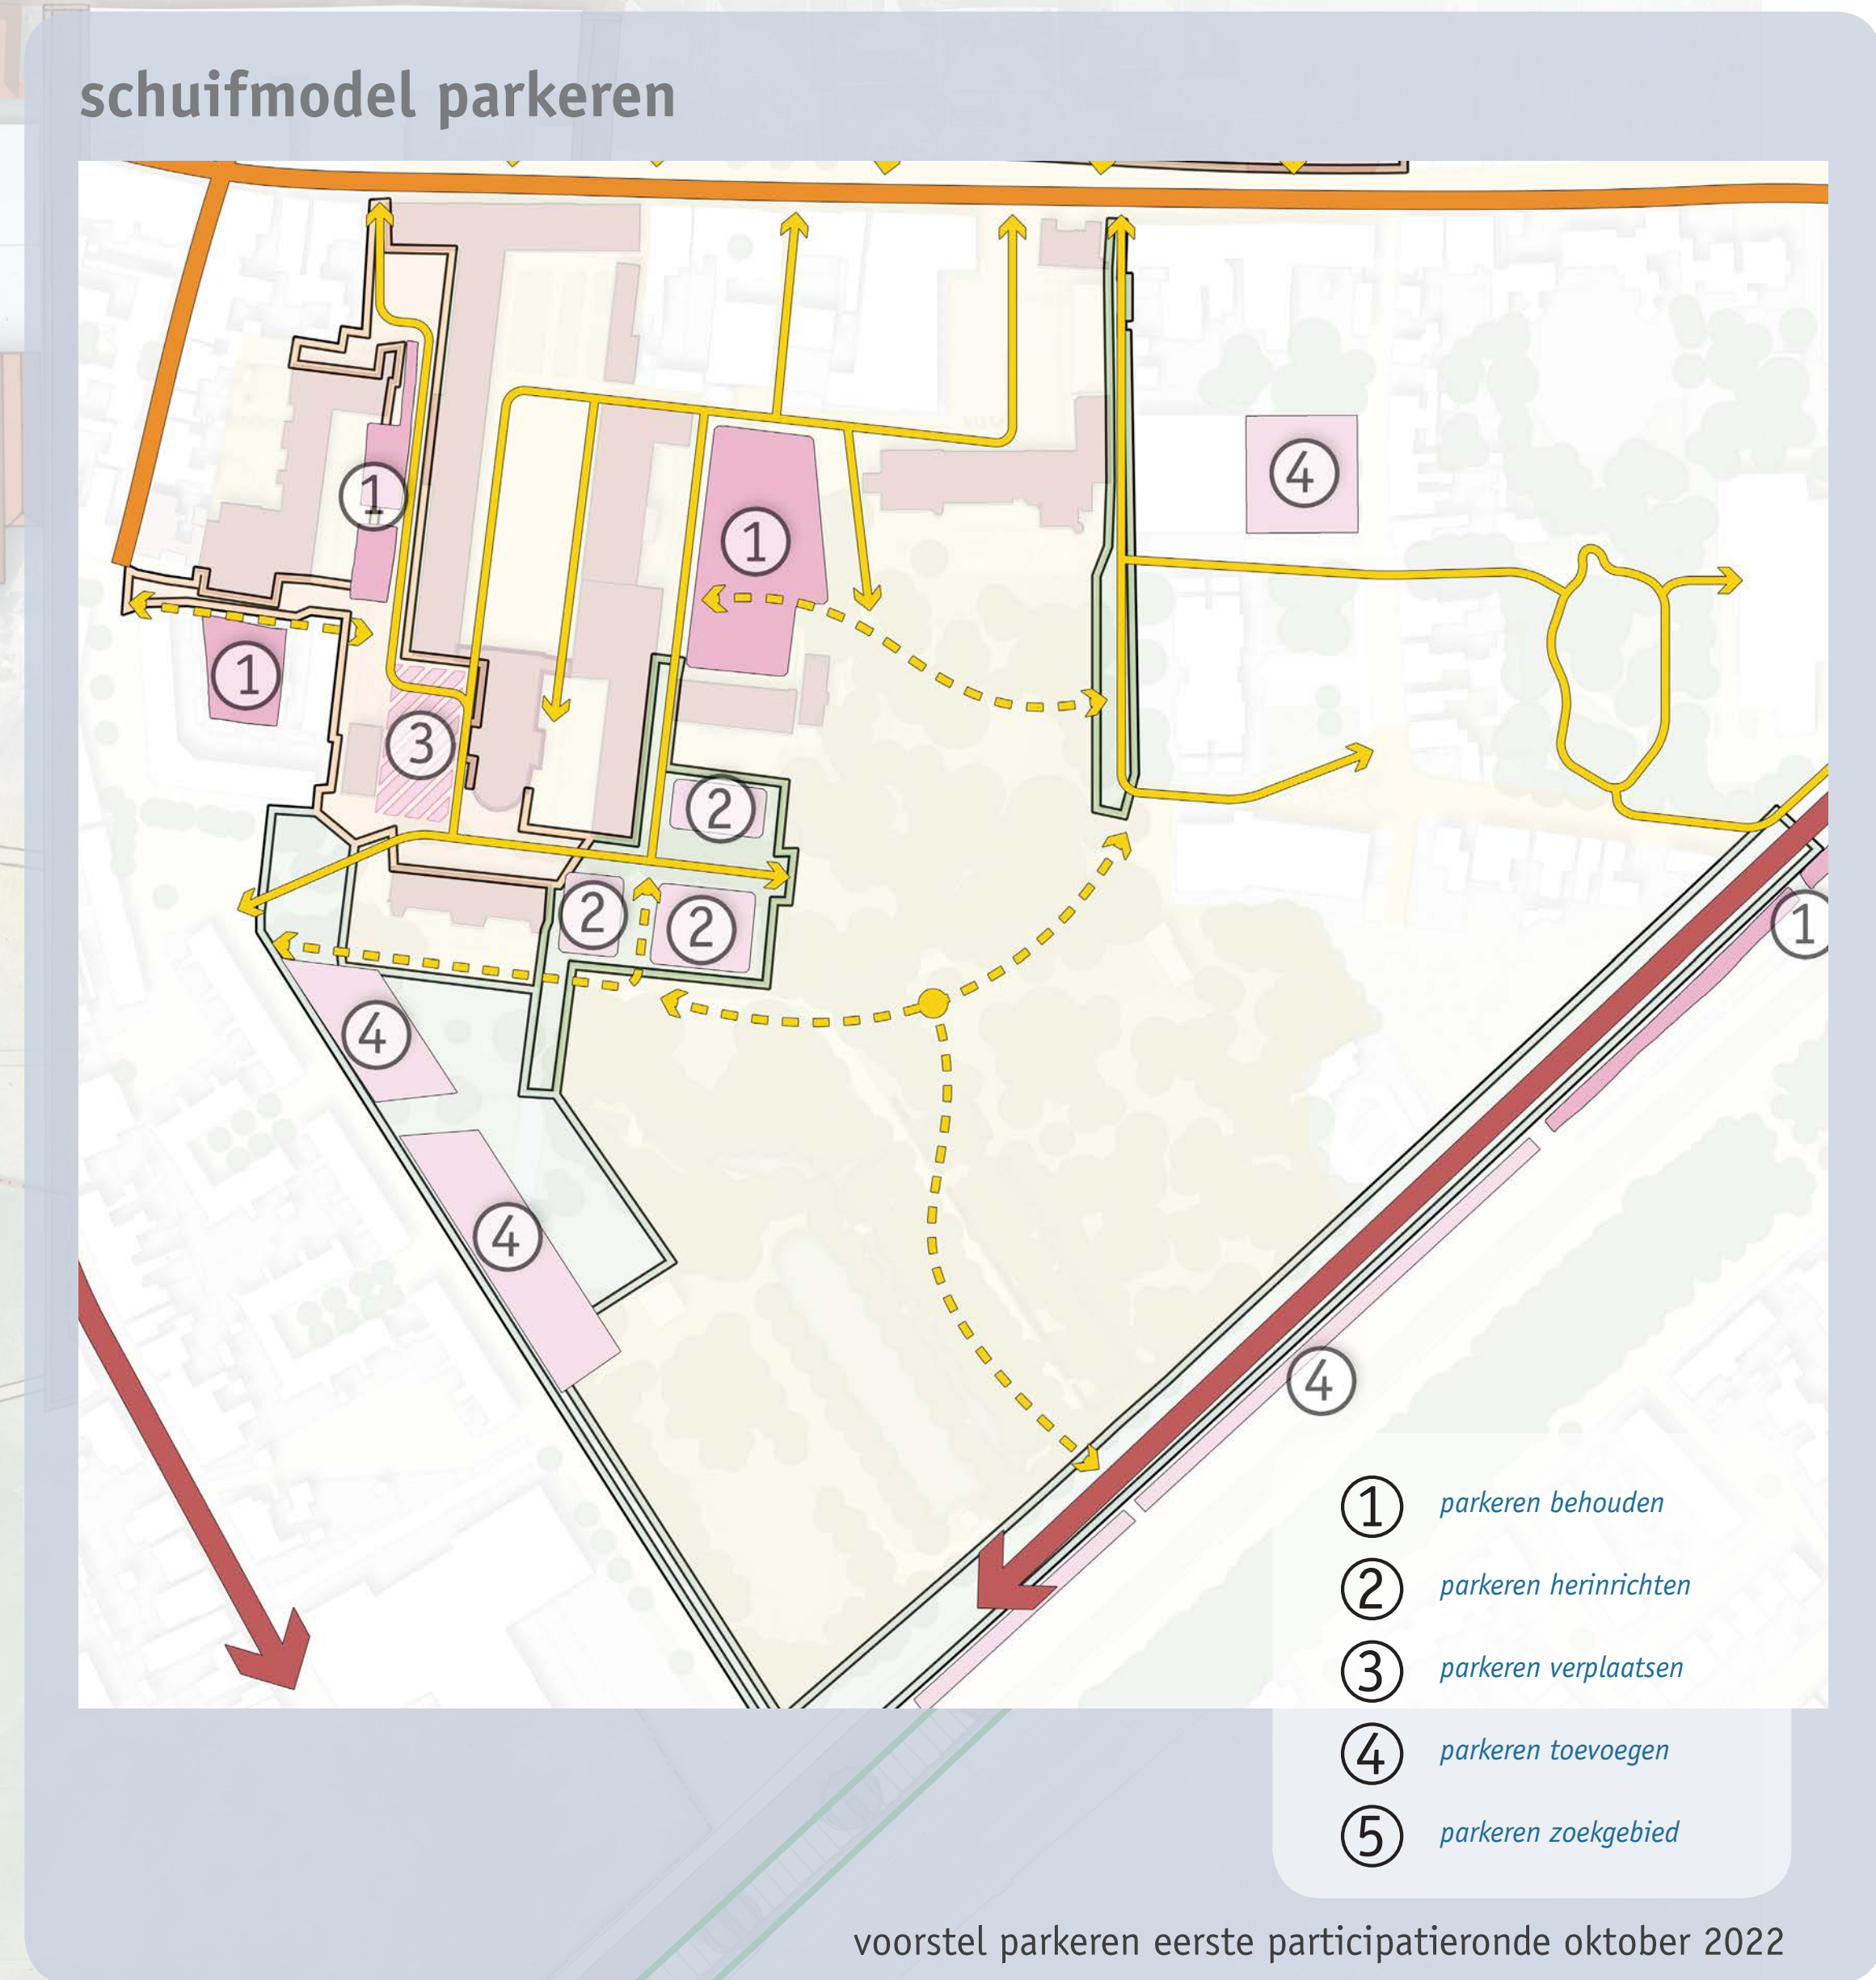 schuifmodel parkeren
1
4
1
1
3
2
2
2
1
4
4
4
1 parkeren behouden
2 parkeren herinrichten
3 parkeren verplaatsen
4 parkeren toevoegen
5 parkeren zoekgebied
voorstel parkeren eerste participatieronde oktober 2022